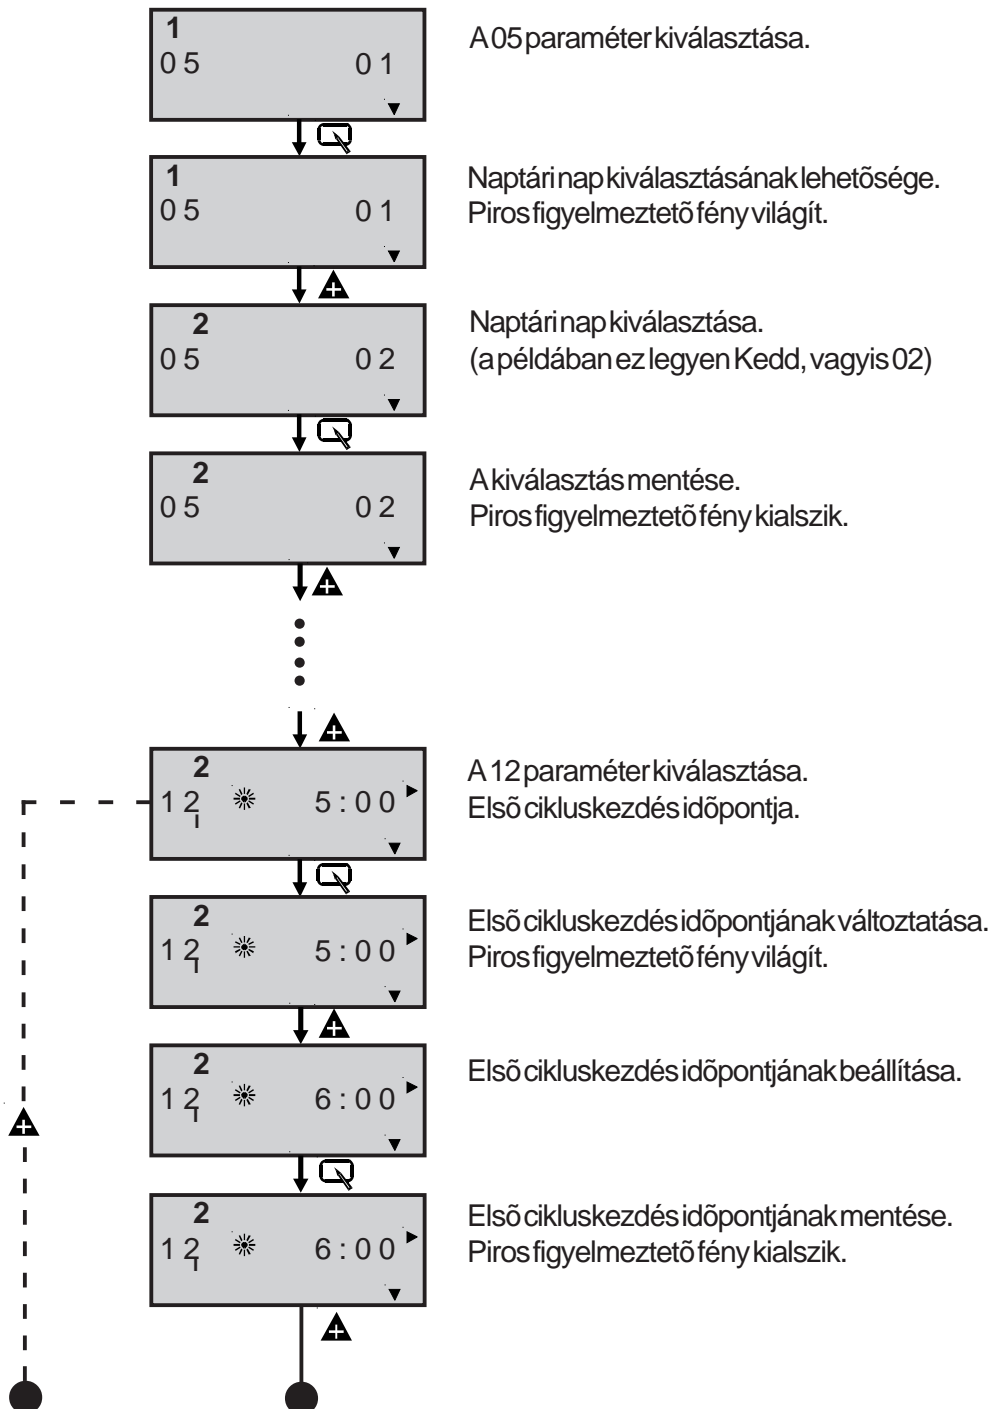 1
05 01
A 05 paraméter kiválasztása.
1
05 01
Naptári nap kiválasztásának lehetõsége.
Piros figyelmeztetõ fény világít.
2
05 02
Naptári nap kiválasztása.
(a példában ez legyen Kedd, vagyis 02)
2
05 02
A kiválasztás mentése.
Piros figyelmeztetõ fény kialszik.
2
12 5:00
I
A 12 paraméter kiválasztása.
Elsõ cikluskezdés idõpontja.
2
12 5:00
I
Elsõ cikluskezdés idõpontjának változtatása.
Piros figyelmeztetõ fény világít.
2
12 6:00
I
Elsõ cikluskezdés idõpontjának beállítása.
2
12 6:00
I
Elsõ cikluskezdés idõpontjának mentése.
Piros figyelmeztetõ fény kialszik.